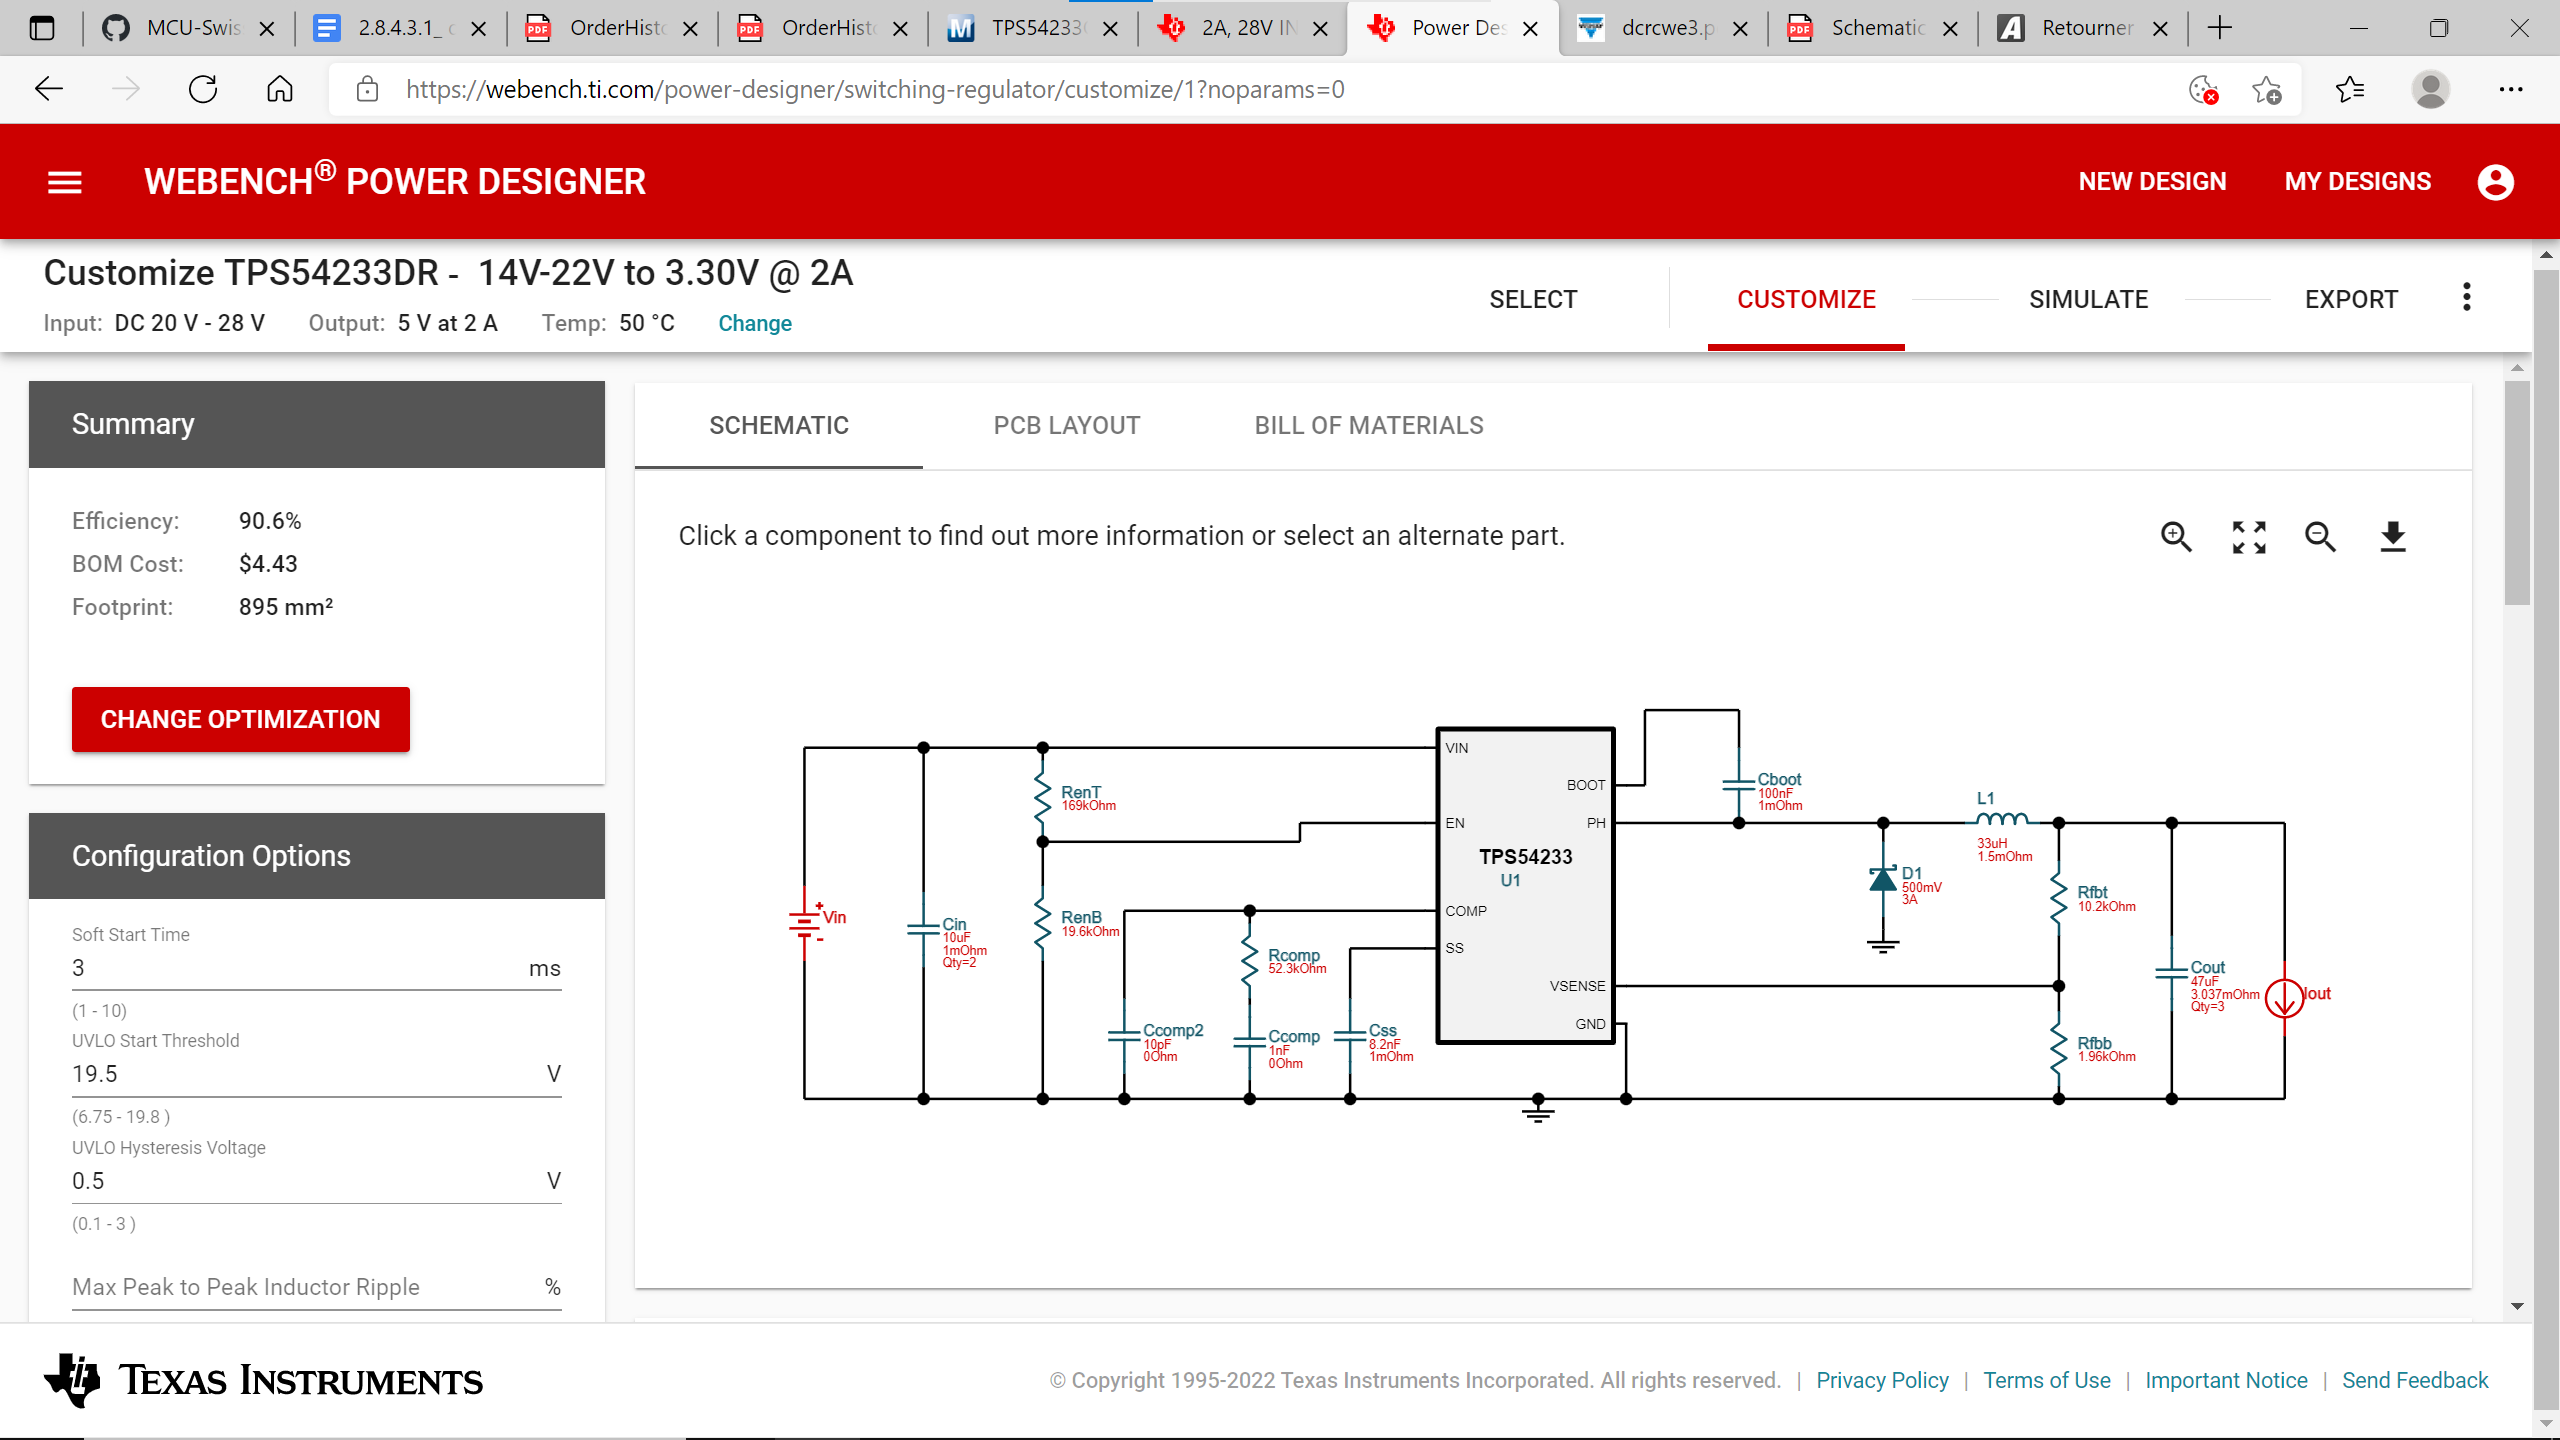 MCU-Swis
2.8.4.3.1_ c
OrderHisto
OrderHisto
TPS54233
2A, 28V IN
Power Des
dcrcwe3.p
Schematic
Retourner
https://webench.ti.com/power-designer/switching-regulator/customize/1?noparams=0
WEBENCH® POWER DESIGNER
NEW DESIGN
MY DESIGNS
Customize TPS54233DR - 14V-22V to 3.30V @ 2A
Input: DC 20 V - 28 V Output: 5 V at 2 A Temp: 50 °C Change
SELECT
CUSTOMIZE
SIMULATE
EXPORT
Summary
Efficiency: 90.6%
BOM Cost: $4.43
Footprint: 895 mm²
CHANGE OPTIMIZATION
Configuration Options
Soft Start Time
3 ms
(1 - 10)
UVLO Start Threshold
19.5 V
(6.75 - 19.8 )
UVLO Hysteresis Voltage
0.5 V
(0.1 - 3 )
Max Peak to Peak Inductor Ripple %
SCHEMATIC
PCB LAYOUT
BILL OF MATERIALS
Click a component to find out more information or select an alternate part.
Vin
+
-
Cin
10uF
1mOhm
Qty=2
RenT
169kOhm
RenB
19.6kOhm
Ccomp2
10pF
0Ohm
Rcomp
52.3kOhm
Ccomp
1nF
0Ohm
Css
8.2nF
1mOhm
VIN
BOOT
EN
PH
TPS54233
U1
COMP
SS
VSENSE
GND
Cboot
100nF
1mOhm
D1
500mV
3A
L1
33uH
1.5mOhm
Rfbt
10.2kOhm
Rfbb
1.96kOhm
Cout
47uF
3.037mOhm
Qty=3
Iout
TEXAS INSTRUMENTS
© Copyright 1995-2022 Texas Instruments Incorporated. All rights reserved. | Privacy Policy | Terms of Use | Important Notice | Send Feedback